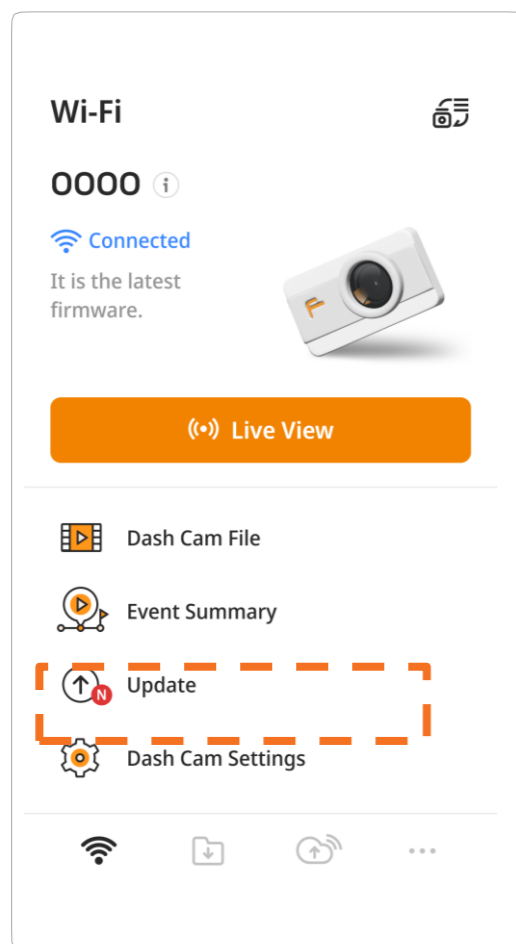 Wi-Fi
0000
Connected
It is the latest
firmware.
Live View
Dash Cam File
Event Summary
N
Update
Dash Cam Settings